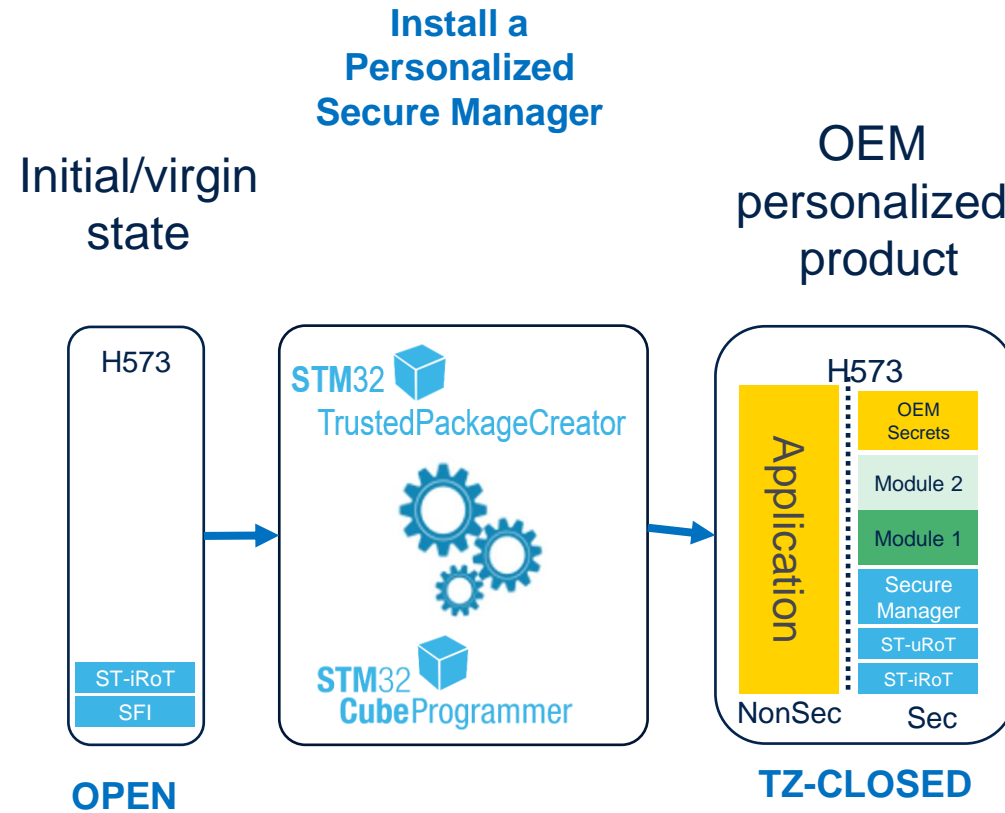 Install a
Personalized
Secure Manager
Initial/virgin
state
OEM
personalized
product
H573
ST-iRoT
SFI
OPEN
STM32
TrustedPackageCreator
STM32
CubeProgrammer
H573
Application
NonSec
OEM
Secrets
Module 2
Module 1
Secure
Manager
ST-uRoT
ST-iRoT
Sec
TZ-CLOSED